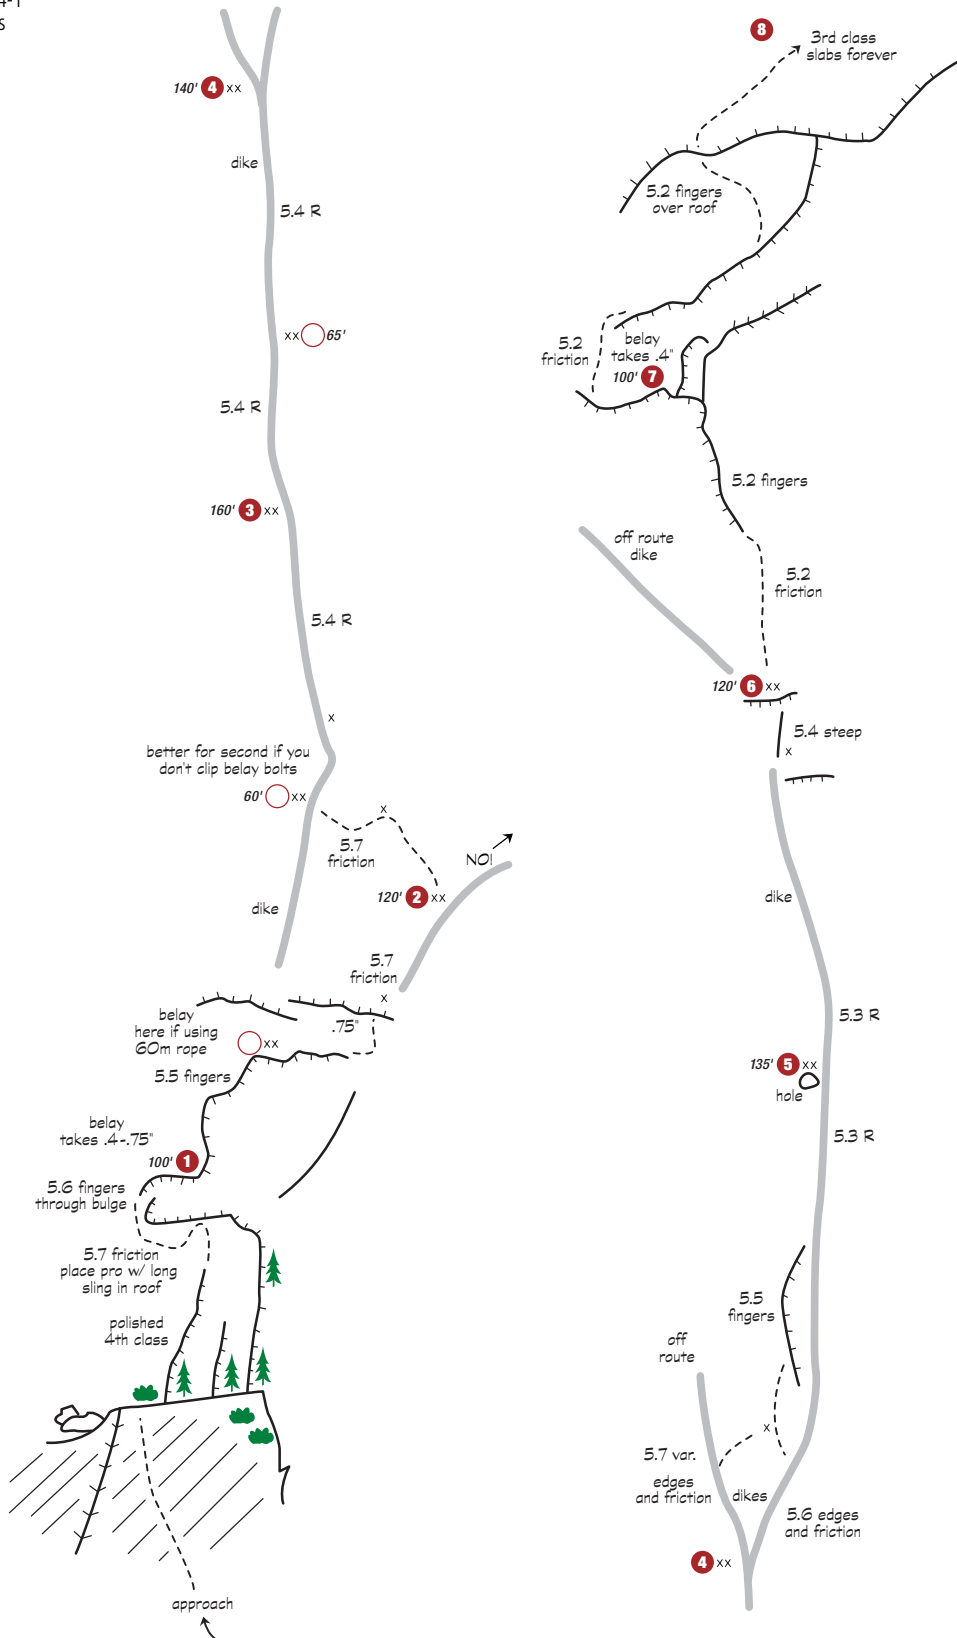 140' 4 xx
dike
5.4 R
xx 65'
5.4 R
160' 3 xx
5.4 R
x
better for second if you
don't clip belay bolts
60' xx
x
5.7
friction
NO!
120' 2 xx
dike
5.7
friction
x
belay
here if using
60m rope
.75"
xx
5.5 fingers
belay
takes .4-.75"
100' 1
5.6 fingers
through bulge
5.7 friction
place pro w/ long
sling in roof
polished
4th class
approach
8
3rd class
slabs forever
5.2 fingers
over roof
5.2
friction
belay
takes .4"
100' 7
5.2 fingers
off route
dike
5.2
friction
120' 6 xx
5.4 steep
x
dike
5.3 R
135' 5 xx
hole
5.3 R
5.5
fingers
off
route
x
5.7 var.
edges
and friction
dikes
5.6 edges
and friction
4 xx